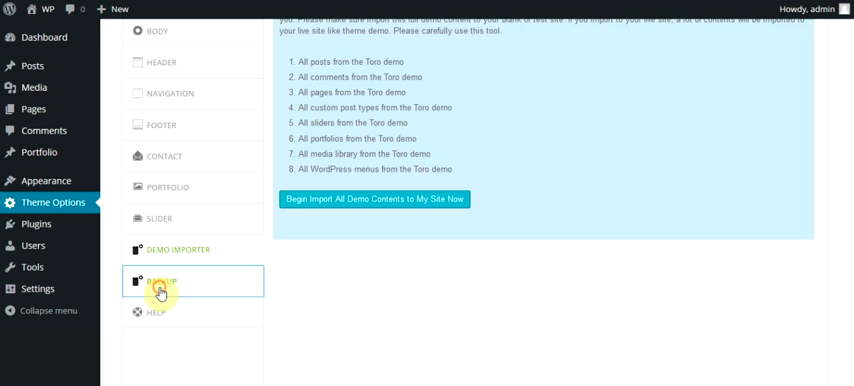 WP 0 + New Howdy, admin
Dashboard
Posts
Media
Pages
Comments
Portfolio
Appearance
Theme Options
Plugins
Users
Tools
Settings
Collapse menu
BODY
HEADER
NAVIGATION
FOOTER
CONTACT
PORTFOLIO
SLIDER
DEMO IMPORTER
BACKUP
HELP
you. Please make sure import this full demo content to your blank or test site. If you import to your live site, a lot of contents will be imported to
your live site like theme demo. Please carefully use this tool.
1. All posts from the Toro demo
2. All comments from the Toro demo
3. All pages from the Toro demo
4. All custom post types from the Toro demo
5. All sliders from the Toro demo
6. All portfolios from the Toro demo
7. All media library from the Toro demo
8. All WordPress menus from the Toro demo
Begin Import All Demo Contents to My Site Now